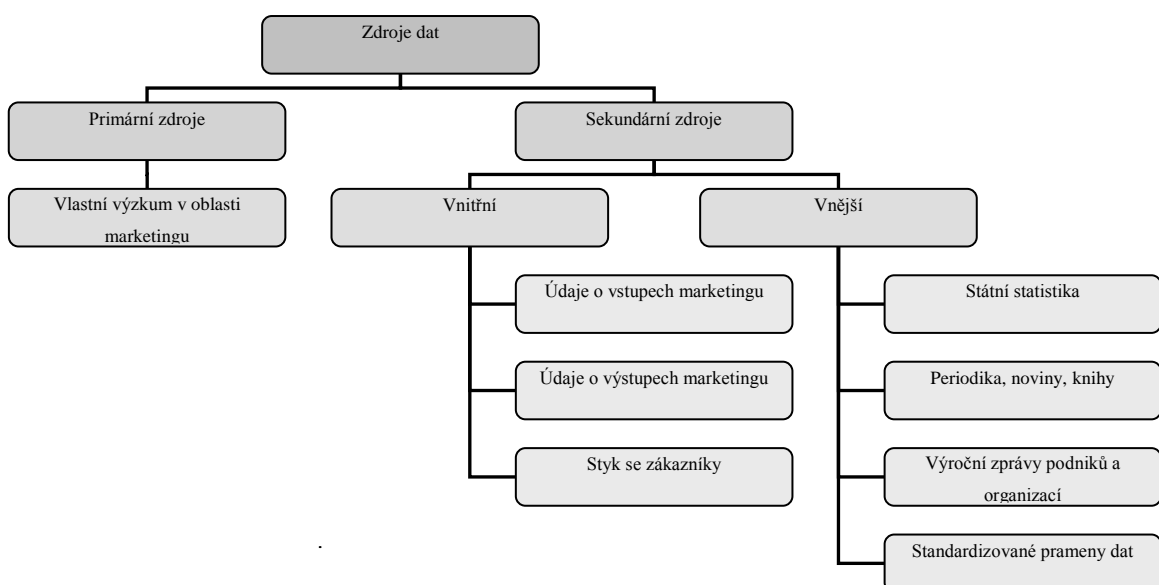 Zdroje dat
Primární zdroje
Sekundární zdroje
Vlastní výzkum v oblasti
marketingu
Vnitřní
Vnější
Údaje o vstupech marketingu
Státní statistika
Údaje o výstupech marketingu
Periodika, noviny, knihy
Styk se zákazníky
Výroční zprávy podniků a
organizací
Standardizované prameny dat
.